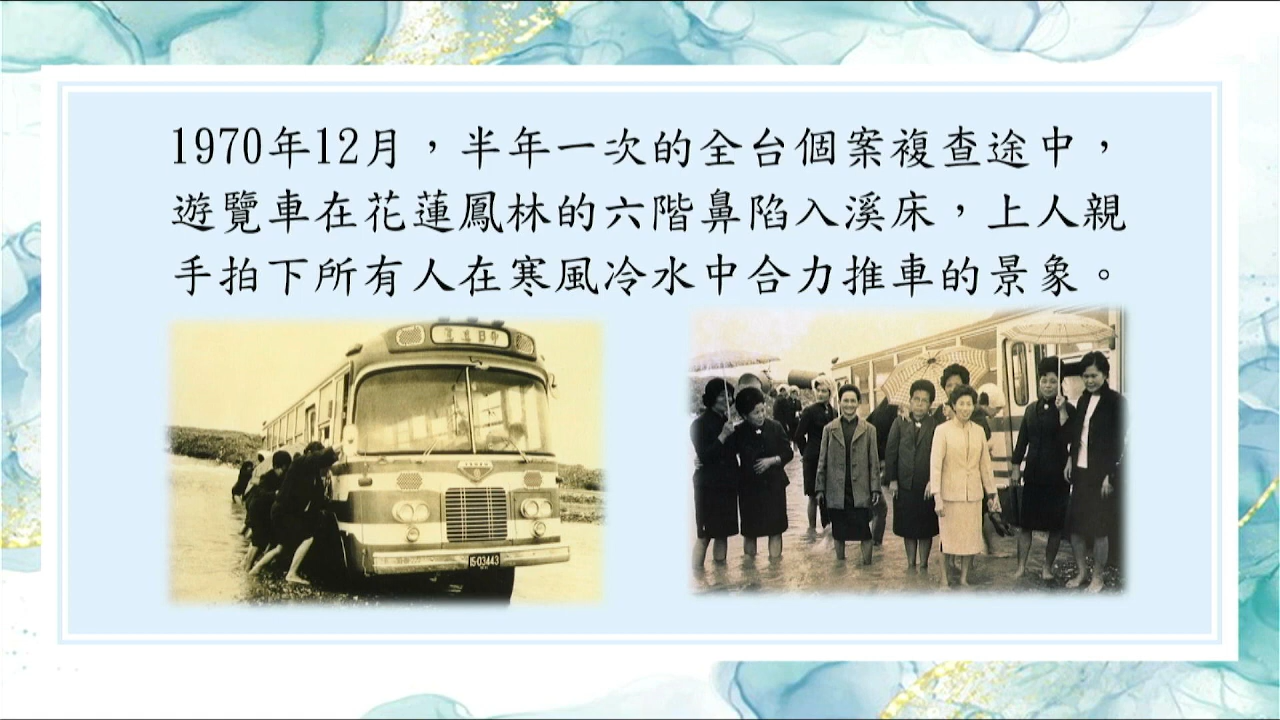 1970年12月，半年一次的全台個案複查途中，
遊覽車在花蓮鳳林的六階鼻陷入溪床，上人親
手拍下所有人在寒風冷水中合力推車的景象。
15-03443